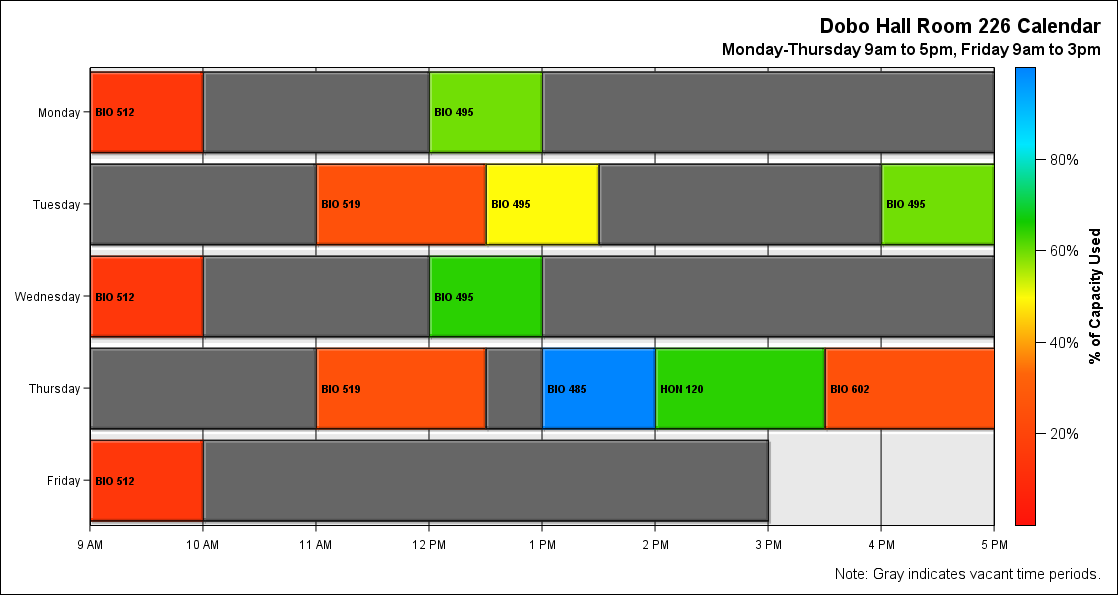 Dobo Hall Room 226 Calendar
Monday-Thursday 9am to 5pm, Friday 9am to 3pm
Monday
BIO 512
BIO 495
Tuesday
BIO 519
BIO 495
BIO 495
Wednesday
BIO 512
BIO 495
Thursday
BIO 519
BIO 485
HON 120
BIO 602
Friday
BIO 512
9 AM
10 AM
11 AM
12 PM
1 PM
2 PM
3 PM
4 PM
5 PM
80%
60%
40%
20%
% of Capacity Used
Note: Gray indicates vacant time periods.